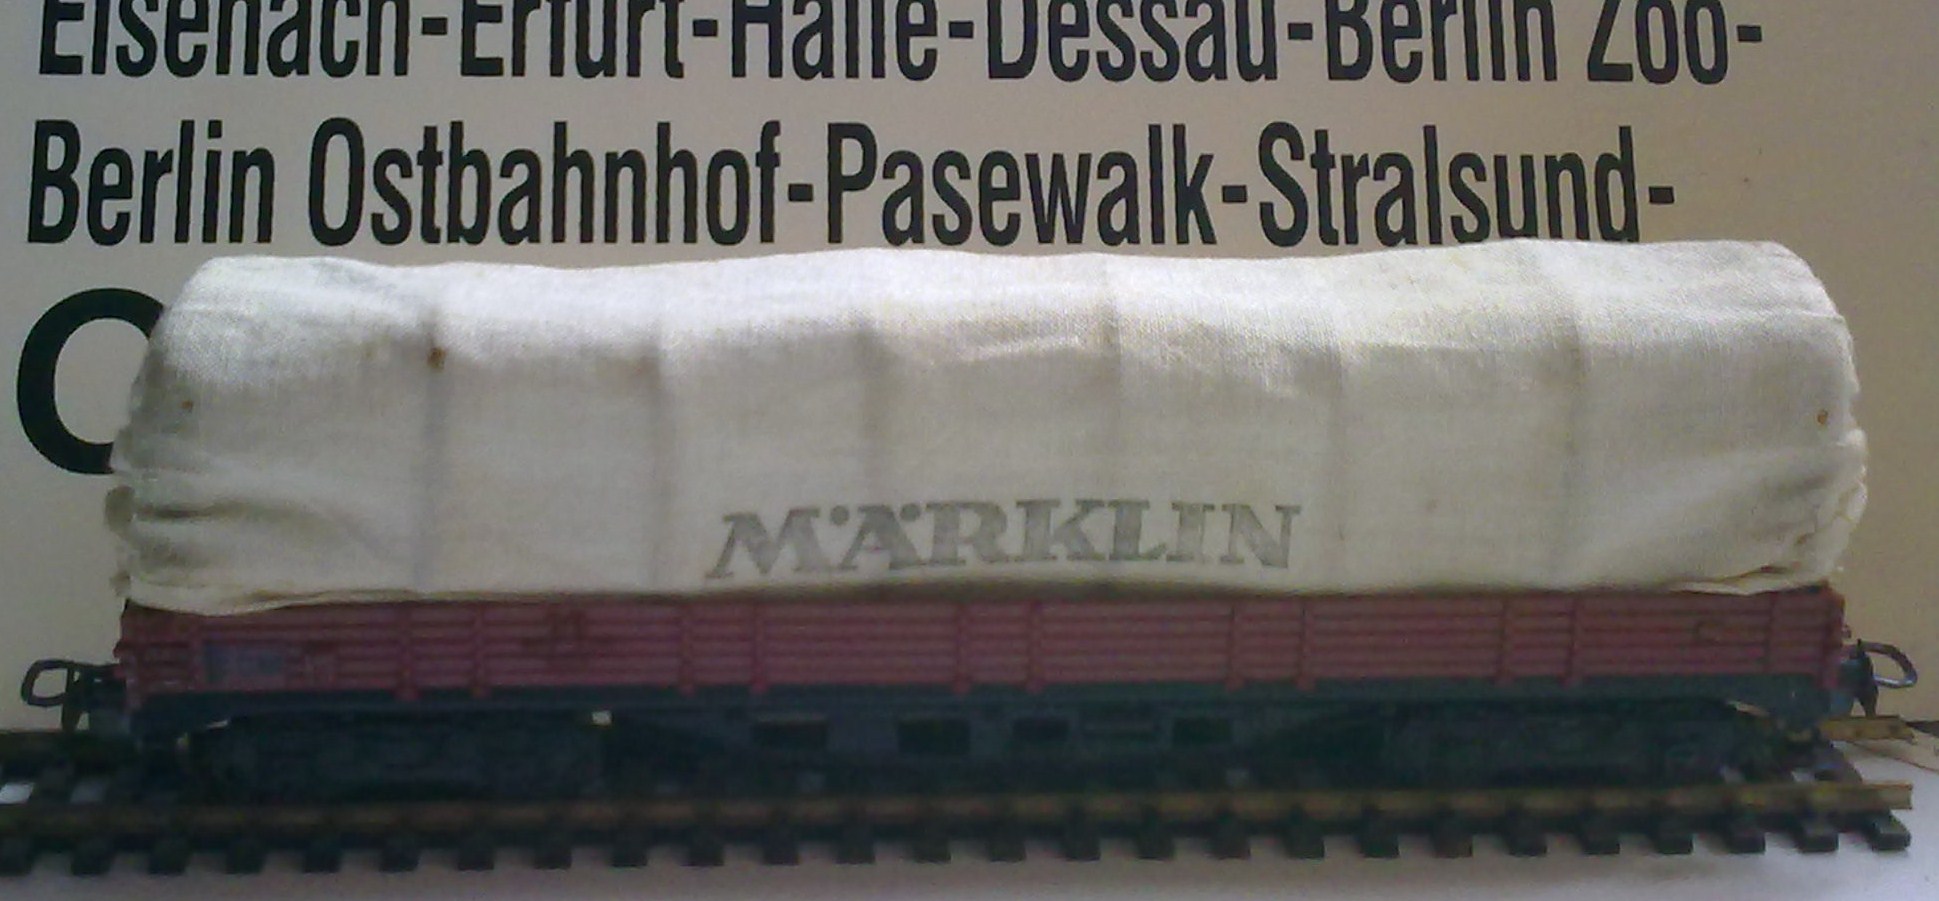 Eisenach-Erfurt-Halle-Dessau-Berlin Zoo-
Berlin Ostbahnhof-Pasewalk-Stralsund-
MÄRKLIN